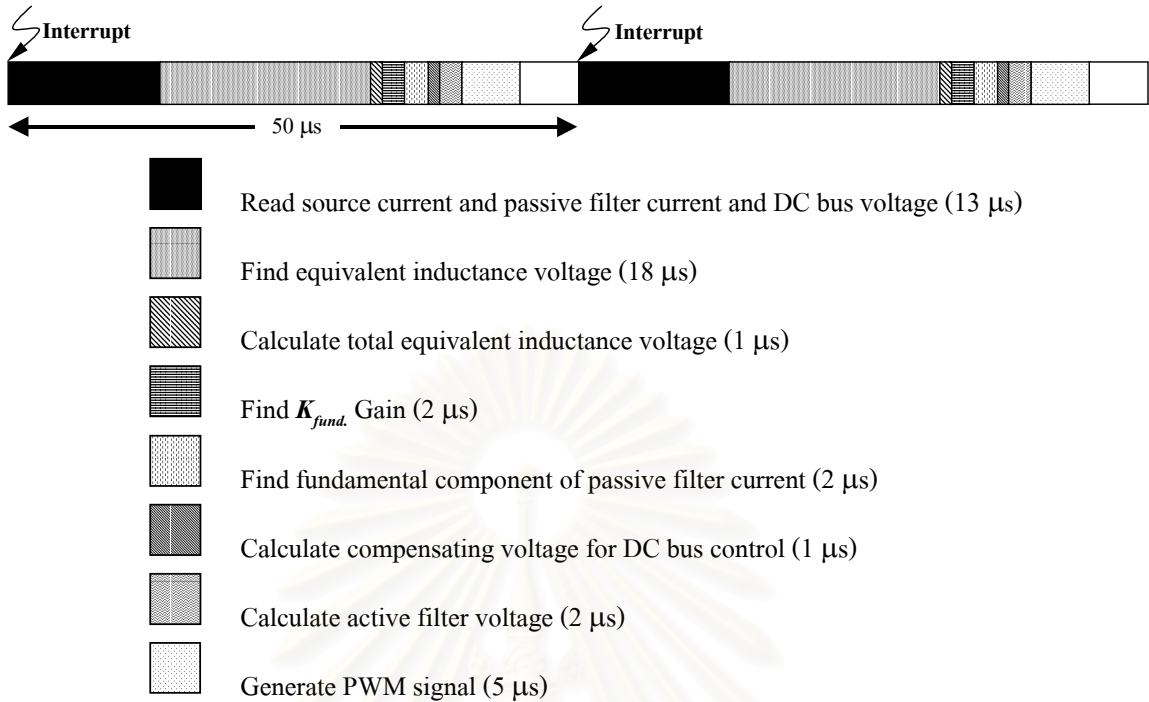 Interrupt
Interrupt
50 μs
Read source current and passive filter current and DC bus voltage (13 μs)
Find equivalent inductance voltage (18 μs)
Calculate total equivalent inductance voltage (1 μs)
Find K_fund. Gain (2 μs)
Find fundamental component of passive filter current (2 μs)
Calculate compensating voltage for DC bus control (1 μs)
Calculate active filter voltage (2 μs)
Generate PWM signal (5 μs)